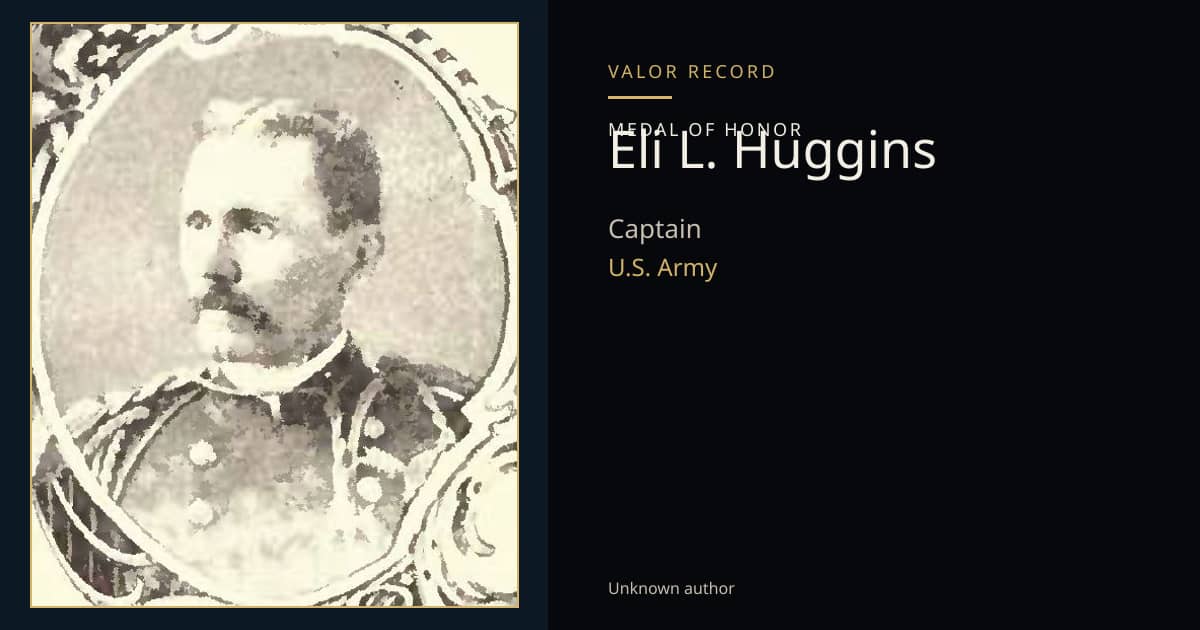 VALOR RECORD
MEDAL OF HONOR
Eli L. Huggins
Captain
U.S. Army
Unknown author